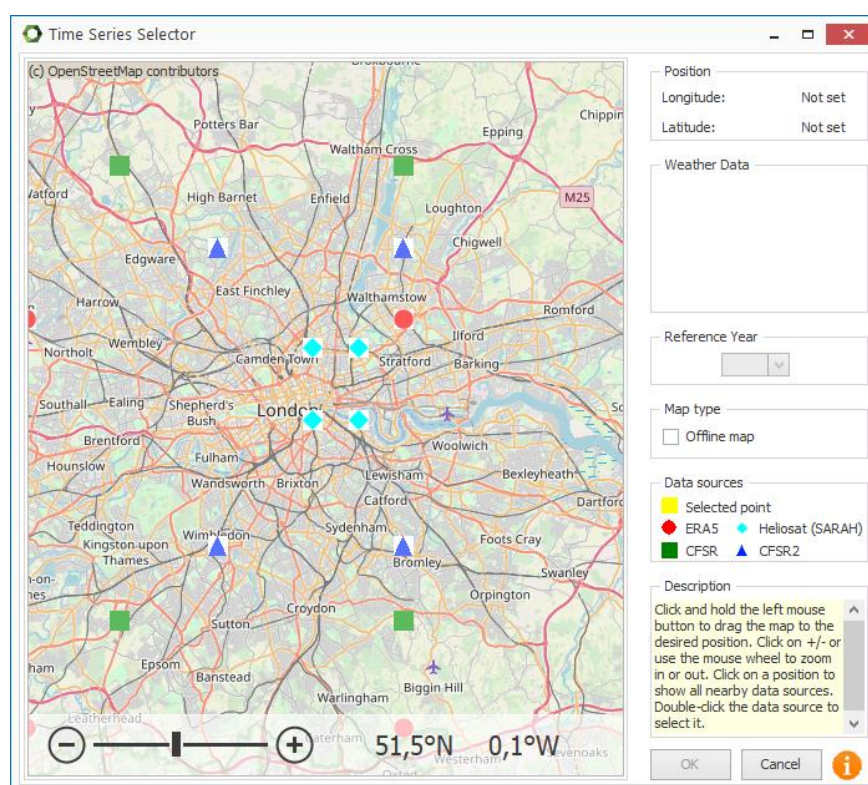 Time Series Selector
(c) OpenStreetMap contributors
Broxbourne
Potters Bar
Epping
Chippin
Waltham Cross
Watford
High Barnet
Enfield
Loughton
M25
Chigwell
Edgware
East Finchley
Walthamstow
Romford
Harrow
Wembley
Ilford
Northolt
Camden Town
Stratford
Barking
Southall
Ealing
Shepherd's
Bush
London
Brentford
Woolwich
Hounslow
Fulham
Wandsworth
Brixton
Lewisham
Bexleyheath
Catford
Dartford
Teddington
Wimbledon
Sydenham
Foots Cray
Kingston upon
Thames
Bromley
Swanley
Croydon
Orpington
Sutton
Epsom
Banstead
Biggin Hill
Warlingham
Leatherhead
Caterham
Westerham
Sevenoaks
Oxted
51,5°N 0,1°W
Position
Longitude: Not set
Latitude: Not set
Weather Data
Reference Year
Map type
Offline map
Data sources
Selected point
ERA5 Heliosat (SARAH)
CFSR CFSR2
Description
Click and hold the left mouse
button to drag the map to the
desired position. Click on +/- or
use the mouse wheel to zoom
in or out. Click on a position to
show all nearby data sources.
Double-click the data source to
select it.
OK Cancel